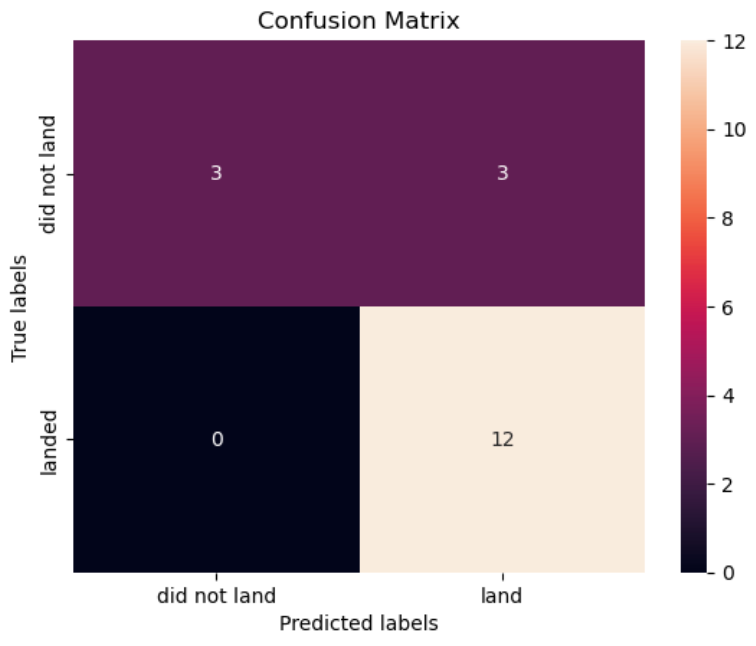 Confusion Matrix
True labels
did not land
landed
3
3
0
12
did not land
land
Predicted labels
12
10
8
6
4
2
0